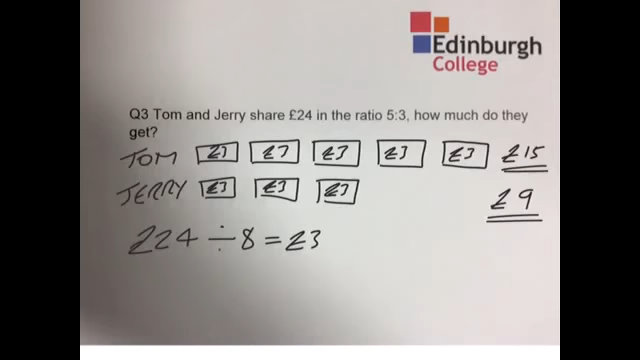 Edinburgh
College
Q3 Tom and Jerry share £24 in the ratio 5:3, how much do they
get?
TOM £3 £3 £3 £3 £3 £15
JERRY £3 £3 £3 £9
£24 ÷ 8 = £3